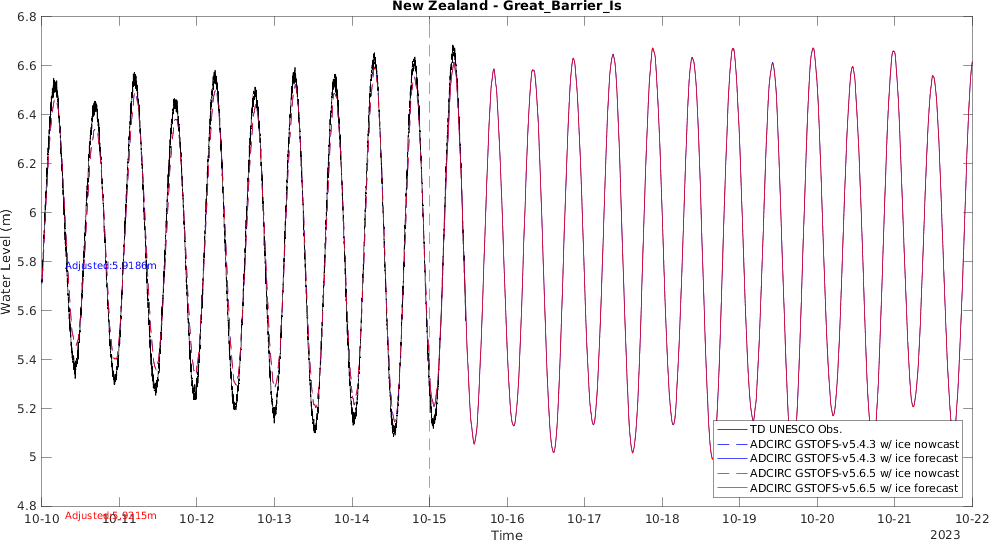 New Zealand - Great_Barrier_Is
6.8
6.6
6.4
6.2
6
5.8
5.6
5.4
5.2
5
4.8
Water Level (m)
Adjusted:5.9186m
Adjusted:5.9215m
TD UNESCO Obs.
ADCIRC GSTOFS-v5.4.3 w/ ice nowcast
ADCIRC GSTOFS-v5.4.3 w/ ice forecast
ADCIRC GSTOFS-v5.6.5 w/ ice nowcast
ADCIRC GSTOFS-v5.6.5 w/ ice forecast
10-10 10-11 10-12 10-13 10-14 10-15 10-16 10-17 10-18 10-19 10-20 10-21 10-22
Time
2023